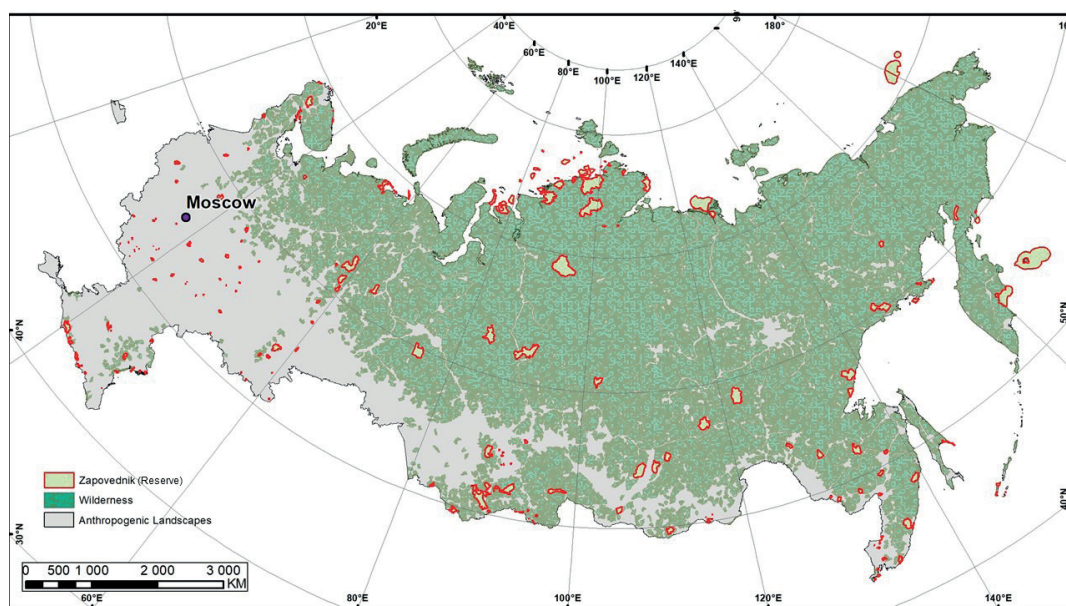 20°E
40°E
60°E
80°E
100°E
120°E
140°E
180°
Moscow
40°N
30°N
50°N
40°N
Zapovednik (Reserve)
Wilderness
Anthropogenic Landscapes
0 500 1 000 2 000 3 000
KM
60°E
80°E
100°E
120°E
140°E